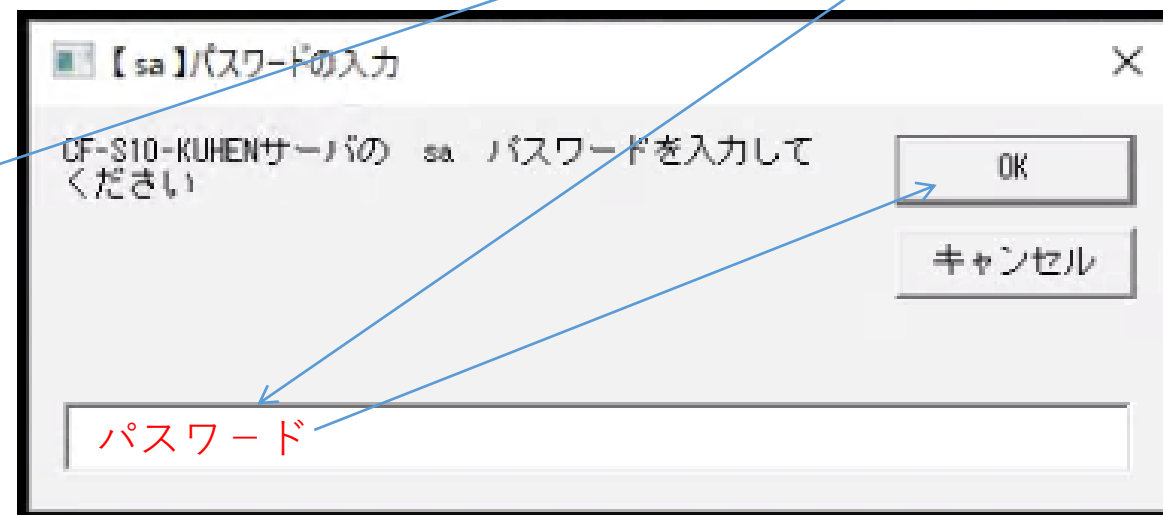 【sa】パスワードの入力
CF-S10-KUHENサーバの sa パスワードを入力して
ください
OK
キャンセル
パスワード